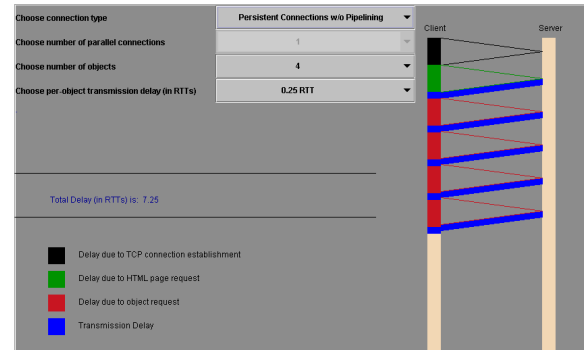 Choose connection type
Persistent Connections w/o Pipelining
Choose number of parallel connections
1
Choose number of objects
4
Choose per-object transmission delay (in RTTs)
0.25 RTT
Client
Server
Total Delay (in RTTs) is: 7.25
Delay due to TCP connection establishment
Delay due to HTML page request
Delay due to object request
Transmission Delay